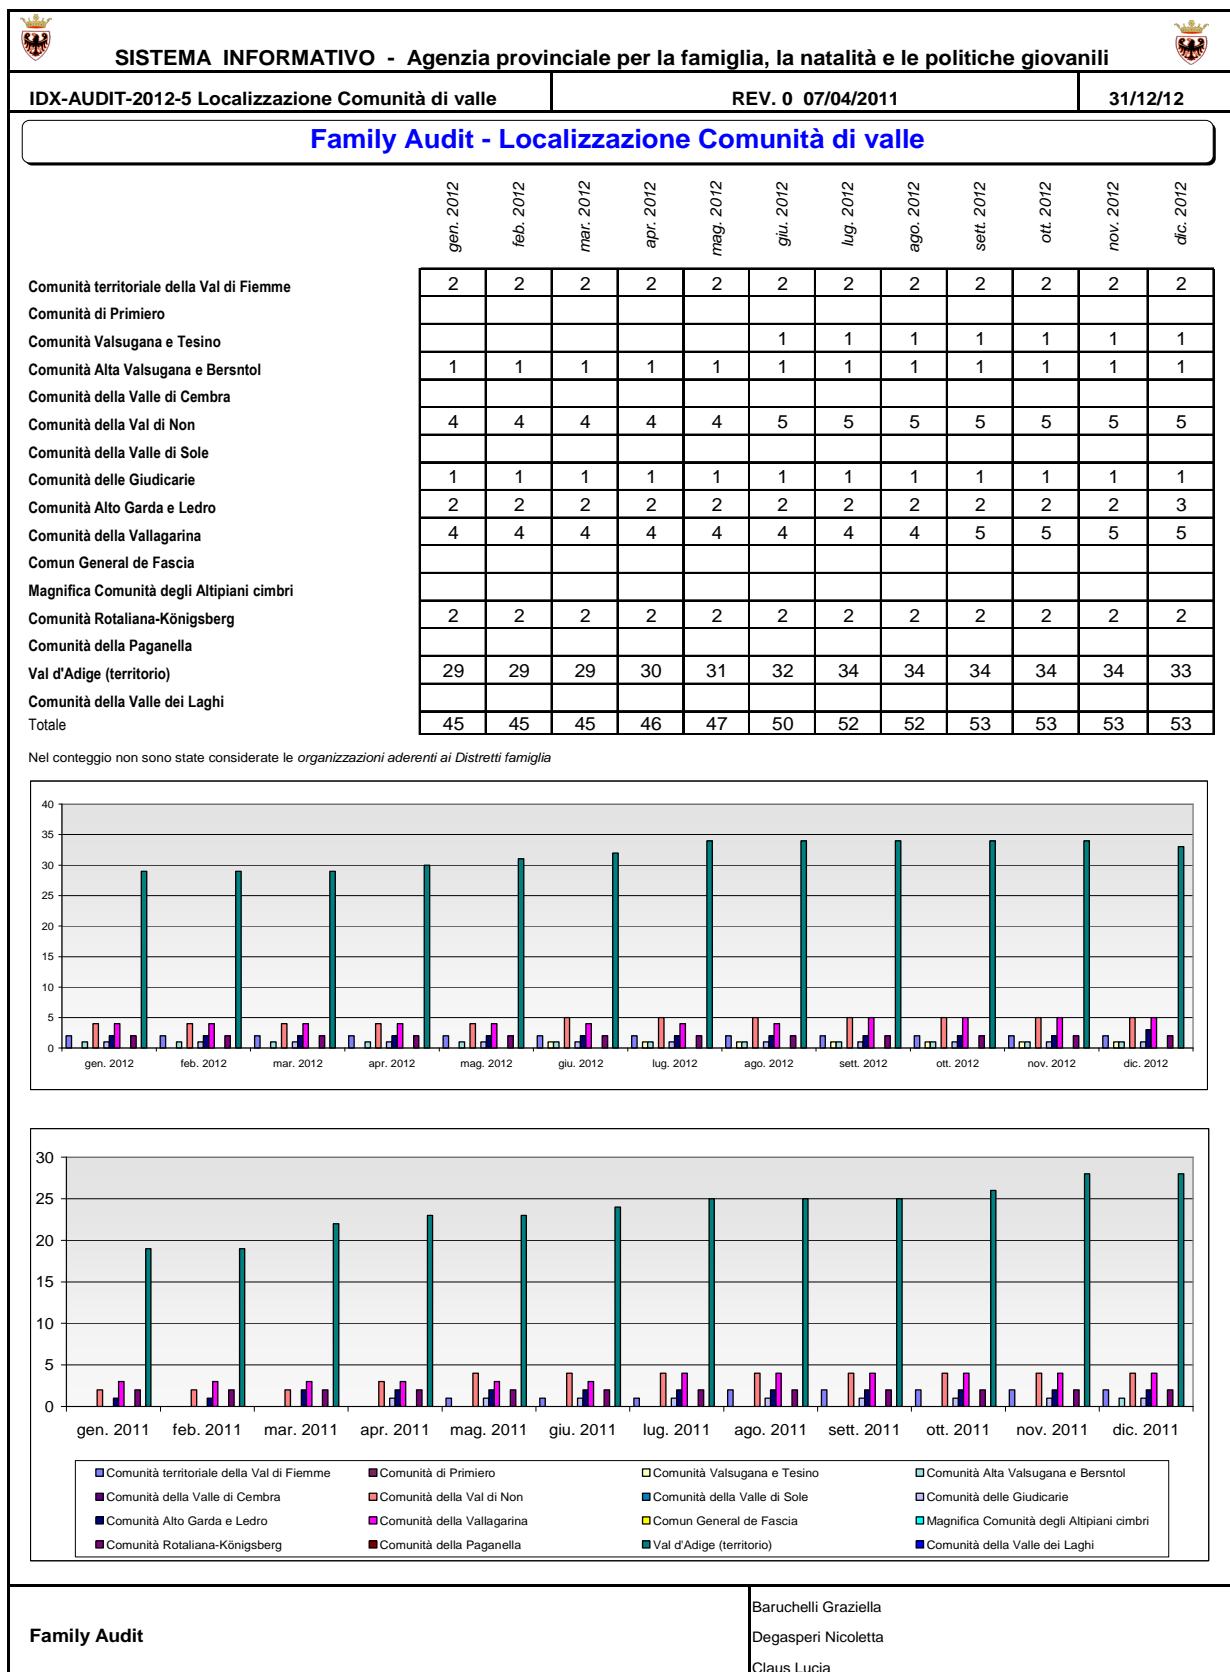 SISTEMA INFORMATIVO - Agenzia provinciale per la famiglia, la natalità e le politiche giovanili
IDX-AUDIT-2012-5 Localizzazione Comunità di valle REV. 0 07/04/2011 31/12/12
Family Audit - Localizzazione Comunità di valle
gen. 2012 feb. 2012 mar. 2012 apr. 2012 mag. 2012 giu. 2012 lug. 2012 ago. 2012 sett. 2012 ott. 2012 nov. 2012 dic. 2012
Comunità territoriale della Val di Fiemme 2 2 2 2 2 2 2 2 2 2 2 2
Comunità di Primiero
Comunità Valsugana e Tesino 1 1 1 1 1 1 1
Comunità Alta Valsugana e Bersntol 1 1 1 1 1 1 1 1 1 1 1 1
Comunità della Valle di Cembra
Comunità della Val di Non 4 4 4 4 4 5 5 5 5 5 5 5
Comunità della Valle di Sole
Comunità delle Giudicarie 1 1 1 1 1 1 1 1 1 1 1 1
Comunità Alto Garda e Ledro 2 2 2 2 2 2 2 2 2 2 2 3
Comunità della Vallagarina 4 4 4 4 4 4 4 4 5 5 5 5
Comun General de Fascia
Magnifica Comunità degli Altipiani cimbri
Comunità Rotaliana-Königsberg 2 2 2 2 2 2 2 2 2 2 2 2
Comunità della Paganella
Val d'Adige (territorio) 29 29 29 30 31 32 34 34 34 34 34 33
Comunità della Valle dei Laghi
Totale 45 45 45 46 47 50 52 52 53 53 53 53
Nel conteggio non sono state considerate le organizzazioni aderenti ai Distretti famiglia
40
35
30
25
20
15
10
5
0
gen. 2012 feb. 2012 mar. 2012 apr. 2012 mag. 2012 giu. 2012 lug. 2012 ago. 2012 sett. 2012 ott. 2012 nov. 2012 dic. 2012
30
25
20
15
10
5
0
gen. 2011 feb. 2011 mar. 2011 apr. 2011 mag. 2011 giu. 2011 lug. 2011 ago. 2011 sett. 2011 ott. 2011 nov. 2011 dic. 2011
Comunità territoriale della Val di Fiemme Comunità di Primiero Comunità Valsugana e Tesino Comunità Alta Valsugana e Bersntol
Comunità della Valle di Cembra Comunità della Val di Non Comunità della Valle di Sole Comunità delle Giudicarie
Comunità Alto Garda e Ledro Comunità della Vallagarina Comun General de Fascia Magnifica Comunità degli Altipiani cimbri
Comunità Rotaliana-Königsberg Comunità della Paganella Val d'Adige (territorio) Comunità della Valle dei Laghi
Baruchelli Graziella
Family Audit Degasperi Nicoletta
Claus Lucia